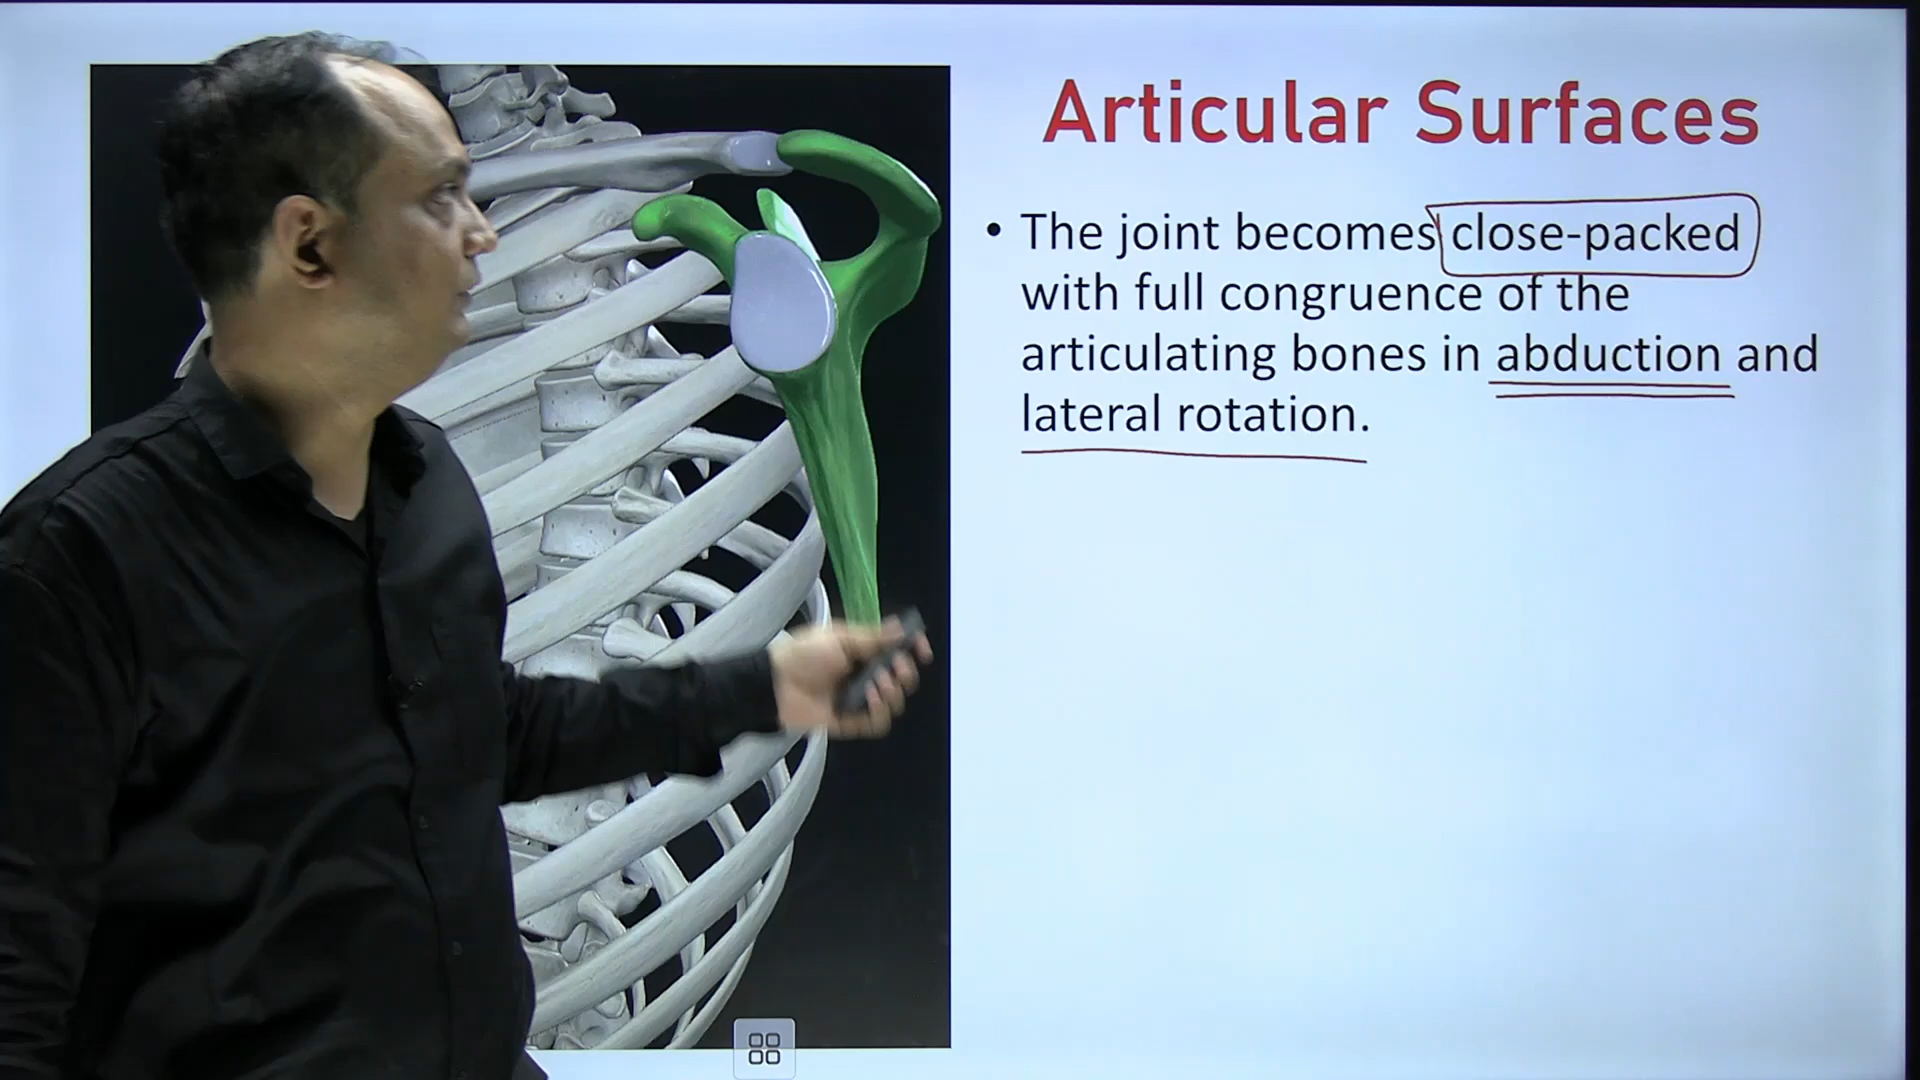 Articular Surfaces
• The joint becomes close-packed
with full congruence of the
articulating bones in abduction and
lateral rotation.